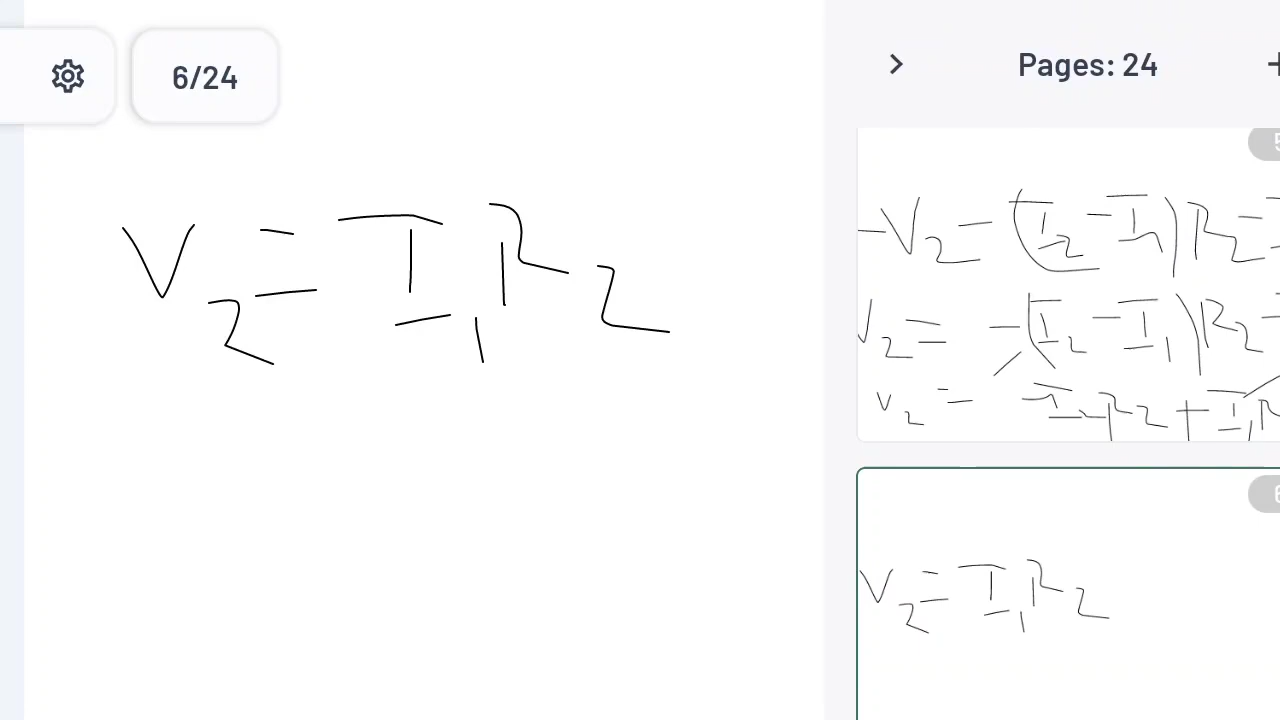 6/24
Pages: 24
V₂ = I₁R₂
-V₂ - (I₂ - I₁)R₂ =
V₂ = -(I₂ - I₁)R₂ -
V₂ = I₂R₂ + I₁R
V₂ = I₁R₂